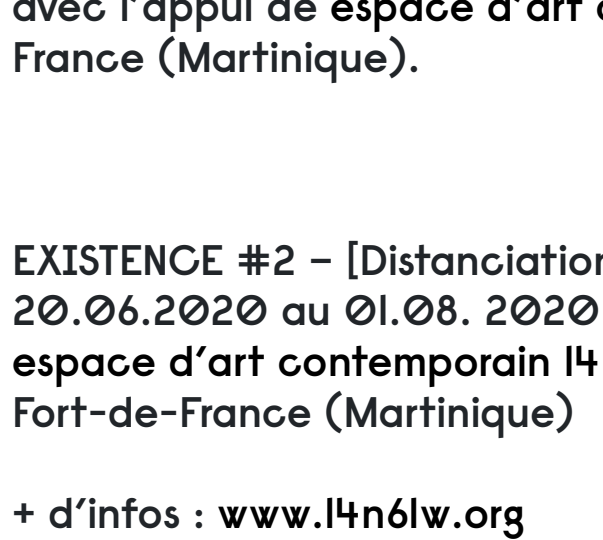 avec l'appui de espace d'art
France (Martinique).
EXISTENCE #2 – [Distanciation
20.06.2020 au 01.08. 2020
espace d'art contemporain 14
Fort-de-France (Martinique)
+ d'infos : www.14n61w.org